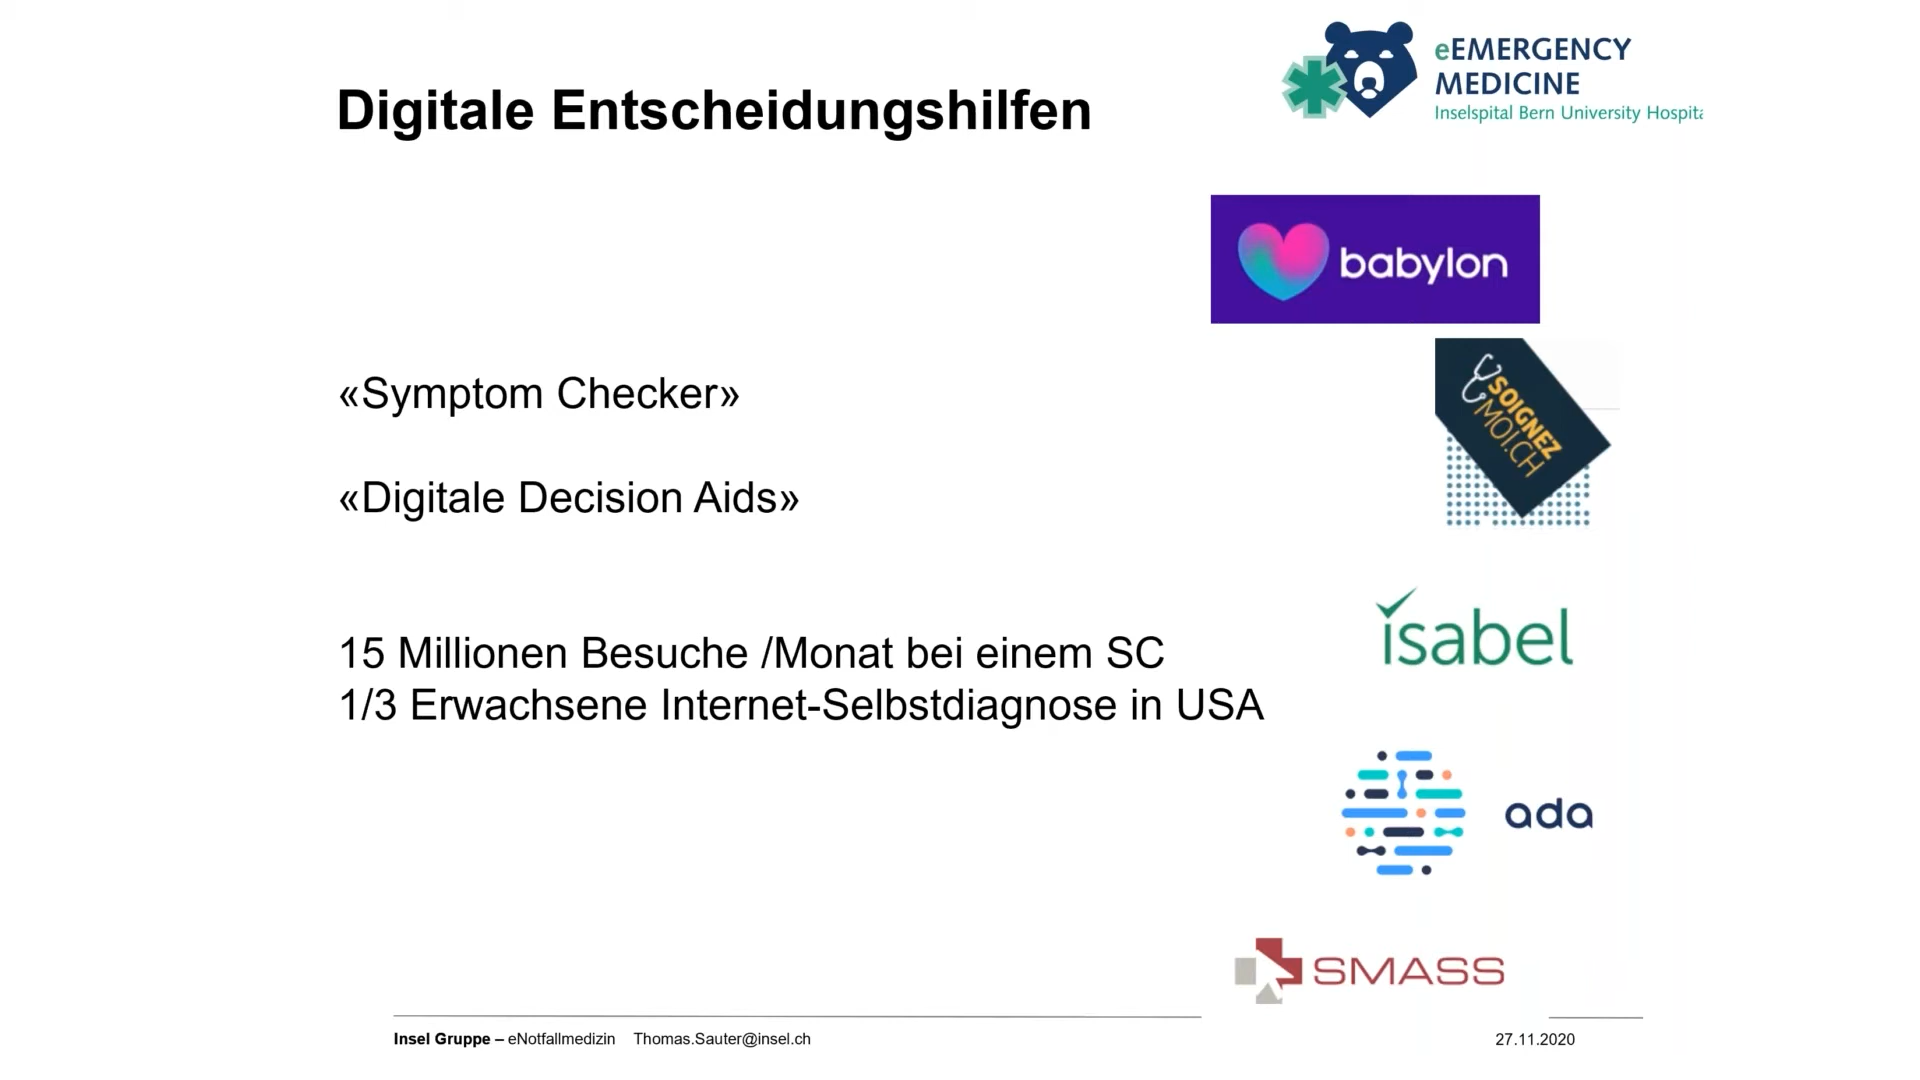 eEMERGENCY
MEDICINE
Inselspital Bern University Hospita
Digitale Entscheidungshilfen
babylon
«Symptom Checker»
SOIGNEZ
MOI.CH
«Digitale Decision Aids»
isabel
15 Millionen Besuche /Monat bei einem SC
1/3 Erwachsene Internet-Selbstdiagnose in USA
ada
SMASS
Insel Gruppe – eNotfallmedizin Thomas.Sauter@insel.ch
27.11.2020